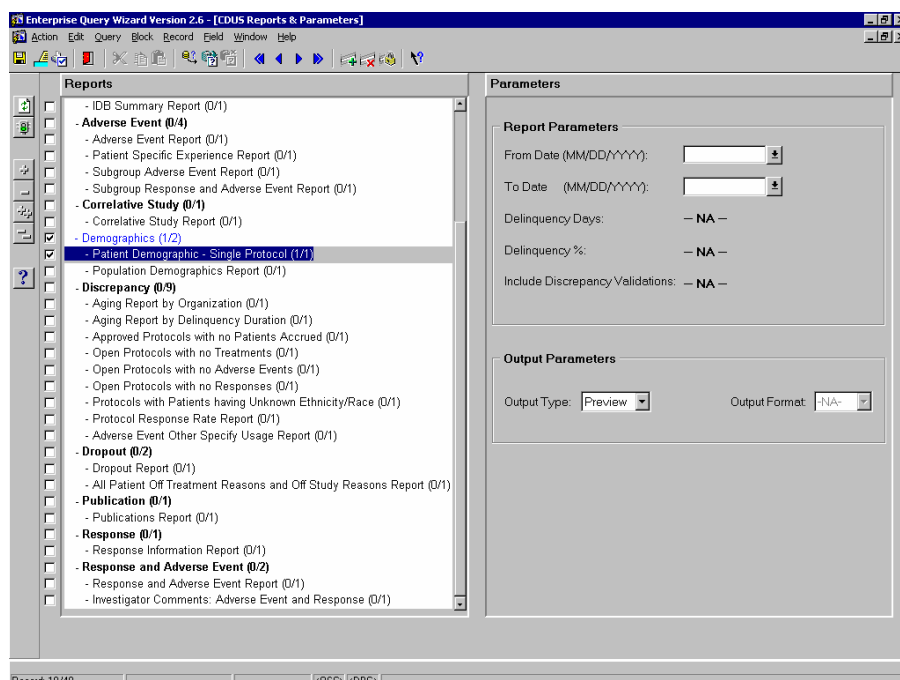 Enterprise Query Wizard Version 2.6 - [CDUS Reports & Parameters]
Action Edit Query Block Record Field Window Help
Reports
- IDB Summary Report (0/1)
- Adverse Event (0/4)
- Adverse Event Report (0/1)
- Patient Specific Experience Report (0/1)
- Subgroup Adverse Event Report (0/1)
- Subgroup Response and Adverse Event Report (0/1)
- Correlative Study (0/1)
- Correlative Study Report (0/1)
- Demographics (1/2)
- Patient Demographic - Single Protocol (1/1)
- Population Demographics Report (0/1)
- Discrepancy (0/9)
- Aging Report by Organization (0/1)
- Aging Report by Delinquency Duration (0/1)
- Approved Protocols with no Patients Accrued (0/1)
- Open Protocols with no Treatments (0/1)
- Open Protocols with no Adverse Events (0/1)
- Open Protocols with no Responses (0/1)
- Protocols with Patients having Unknown Ethnicity/Race (0/1)
- Protocol Response Rate Report (0/1)
- Adverse Event Other Specify Usage Report (0/1)
- Dropout (0/2)
- Dropout Report (0/1)
- All Patient Off Treatment Reasons and Off Study Reasons Report (0/1)
- Publication (0/1)
- Publications Report (0/1)
- Response (0/1)
- Response Information Report (0/1)
- Response and Adverse Event (0/2)
- Response and Adverse Event Report (0/1)
- Investigator Comments: Adverse Event and Response (0/1)
Parameters
Report Parameters
From Date (MM/DD/YYYY):
To Date (MM/DD/YYYY):
Delinquency Days: -- NA --
Delinquency %: -- NA --
Include Discrepancy Validations: -- NA --
Output Parameters
Output Type: Preview Output Format: -NA-